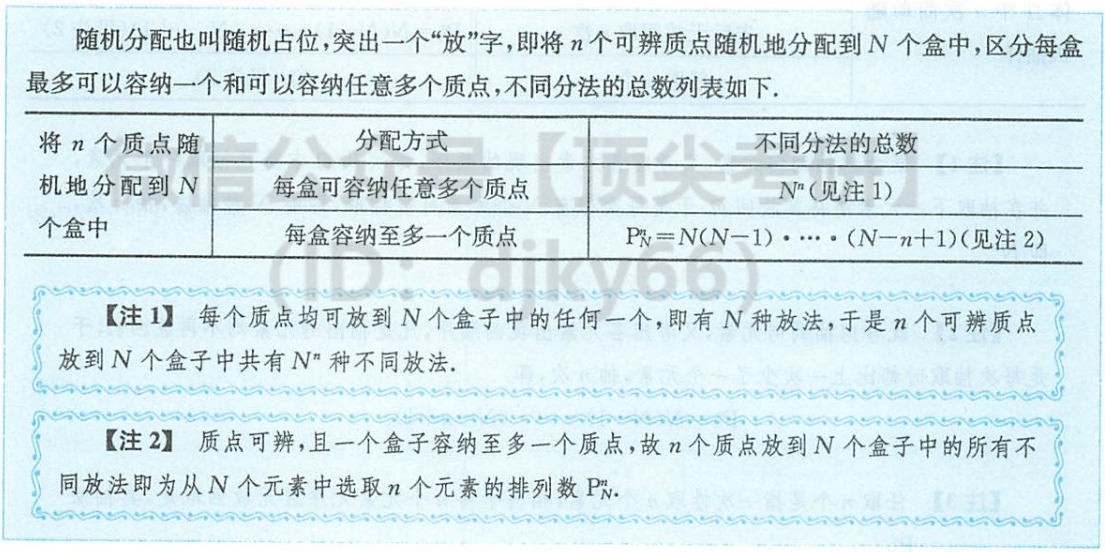 随机分配也叫随机占位,突出一个“放”字,即将 n 个可辨质点随机地分配到 N 个盒中,区分每盒
最多可以容纳一个和可以容纳任意多个质点,不同分法的总数列表如下.
将 n 个质点随
机地分配到 N
个盒中
分配方式 不同分法的总数
每盒可容纳任意多个质点 Nⁿ(见注 1)
每盒容纳至多一个质点 Pⁿ_N=N(N-1)·…·(N-n+1)(见注 2)
微信公众号【顶尖考研】
(ID: djky66)
【注 1】 每个质点均可放到 N 个盒子中的任何一个,即有 N 种放法,于是 n 个可辨质点
放到 N 个盒子中共有 Nⁿ 种不同放法.
【注 2】 质点可辨,且一个盒子容纳至多一个质点,故 n 个质点放到 N 个盒子中的所有不
同放法即为从 N 个元素中选取 n 个元素的排列数 Pⁿ_N.